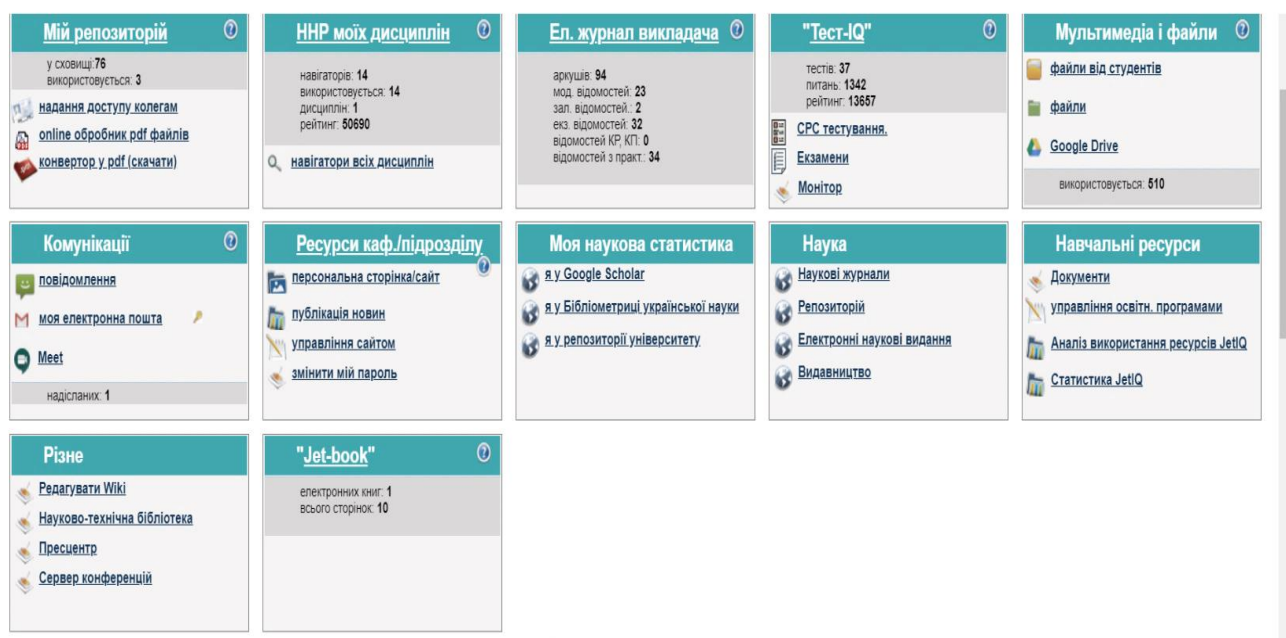 Мій репозиторій
у сховищі:76
використовується: 3
надання доступу колегам
online обробник pdf файлів
конвертор у pdf (скачати)
ННР моїх дисциплін
навігаторів: 14
використовується: 14
дисциплін: 1
рейтинг: 50690
навігатори всіх дисциплін
Ел. журнал викладача
аркушів: 94
мод. відомостей: 23
зал. відомостей.: 2
екз. відомостей: 32
відомостей КР, КП: 0
відомостей з практ.: 34
"Тест-IQ"
тестів: 37
питань: 1342
рейтинг: 13657
СРС тестування.
Екзамени
Монітор
Мультимедіа і файли
файли від студентів
файли
Google Drive
використовується: 510
Комунікації
повідомлення
моя електронна пошта
Meet
надісланих: 1
Ресурси каф./підрозділу
персональна сторінка/сайт
публікація новин
управління сайтом
змінити мій пароль
Моя наукова статистика
я у Google Scholar
я у Бібліометриці української науки
я у репозиторії університету
Наука
Наукові журнали
Репозиторій
Електронні наукові видання
Видавництво
Навчальні ресурси
Документи
управління освітн. програмами
Аналіз використання ресурсів JetIQ
Статистика JetIQ
Різне
Редагувати Wiki
Науково-технічна бібліотека
Пресцентр
Сервер конференцій
"Jet-book"
електронних книг: 1
всього сторінок: 10